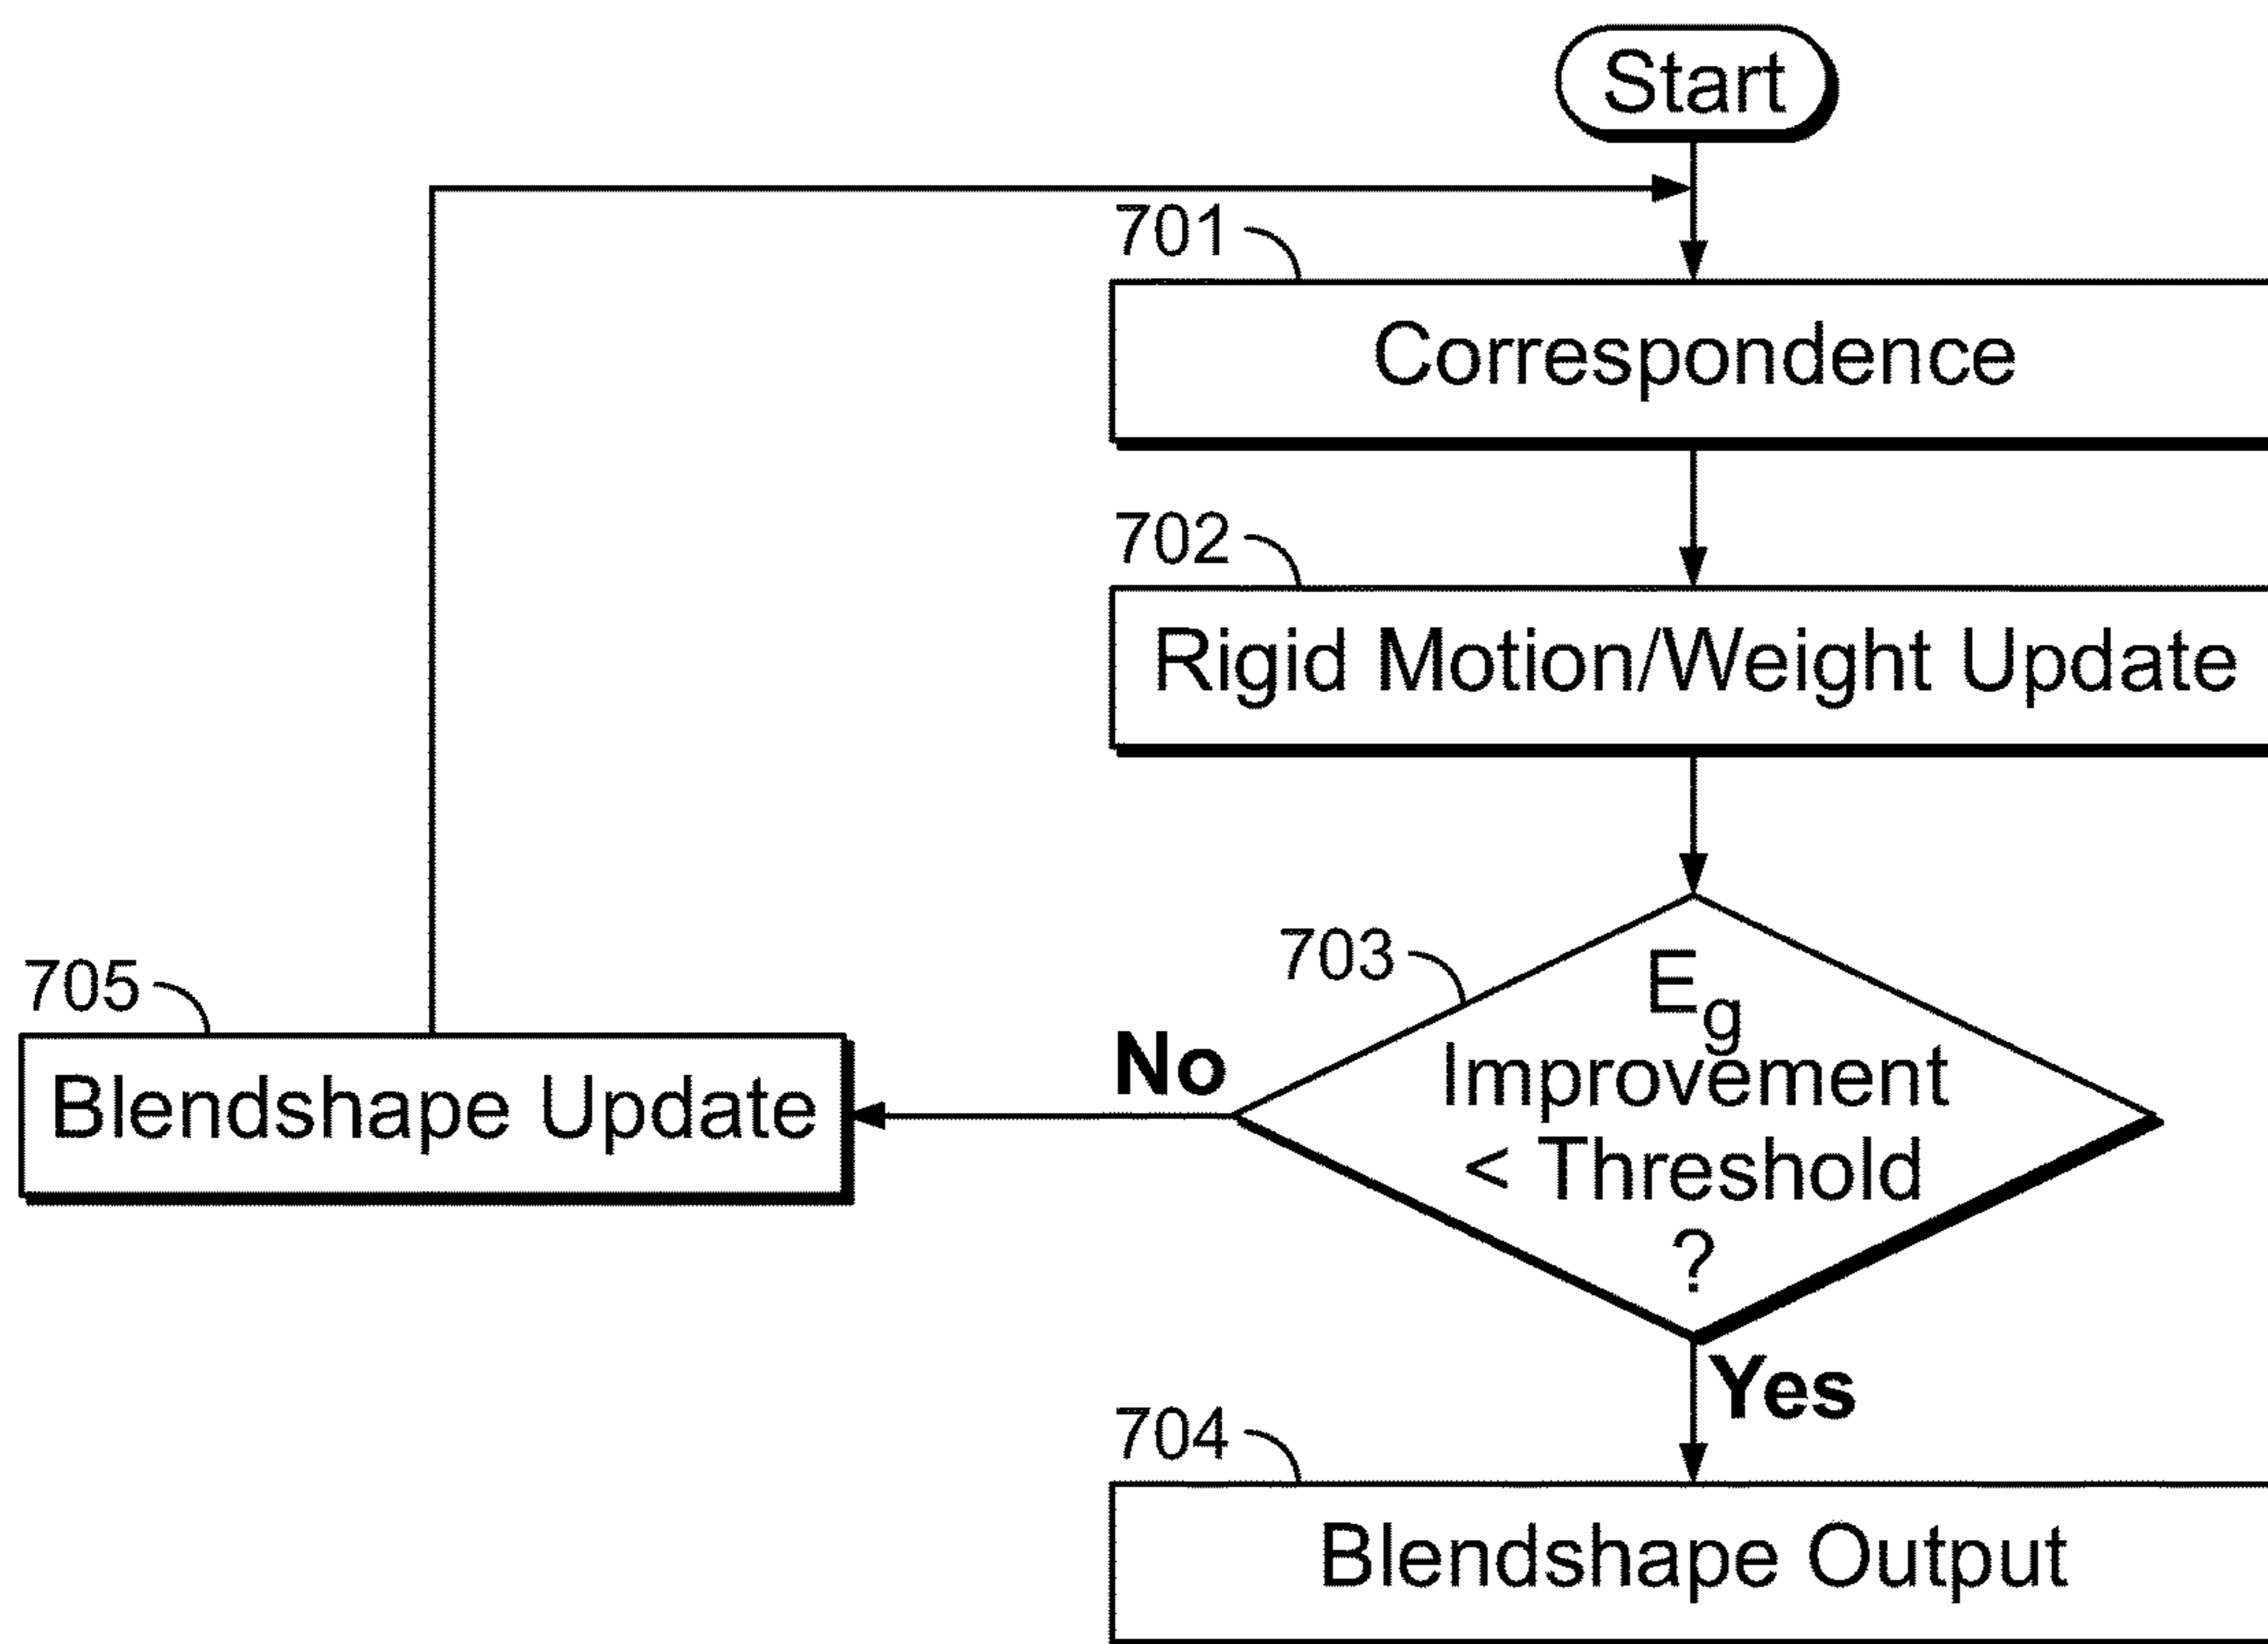 Start
701
Correspondence
702
Rigid Motion/Weight Update
703
E_g
Improvement
< Threshold
?
No
705
Blendshape Update
Yes
704
Blendshape Output